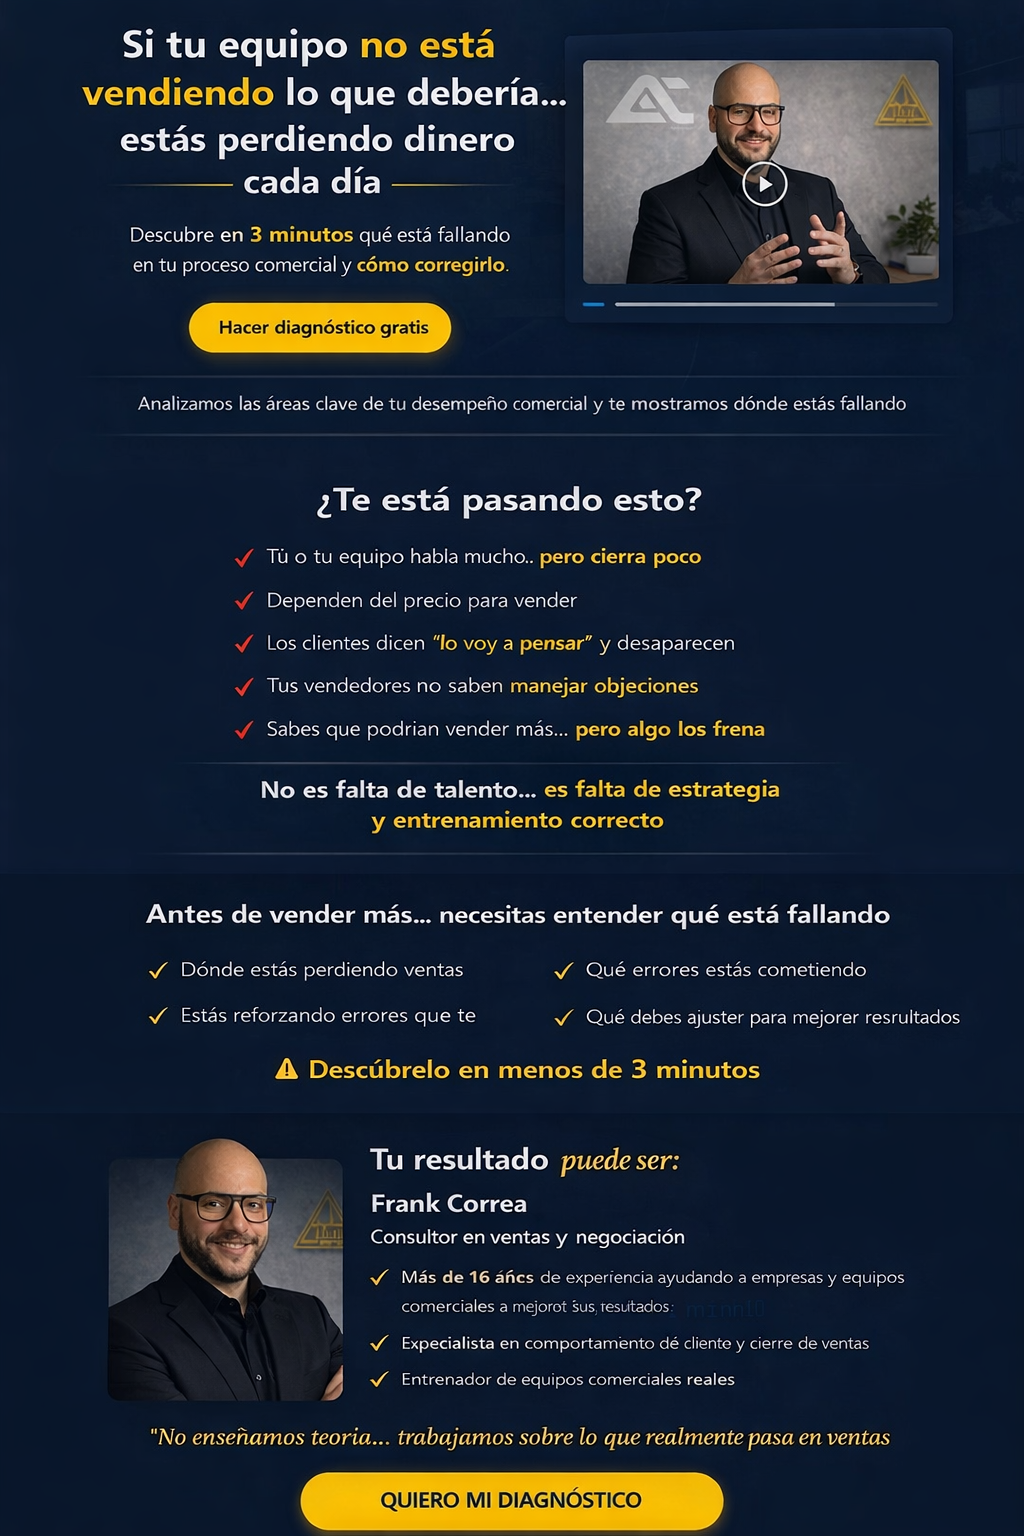 Si tu equipo no está
vendiendo lo que debería...
estás perdiendo dinero
cada día
Descubre en 3 minutos qué está fallando
en tu proceso comercial y cómo corregirlo.
Hacer diagnóstico gratis
Analizamos las áreas clave de tu desempeño comercial y te mostramos dónde estás fallando
¿Te está pasando esto?
Tú o tu equipo habla mucho.. pero cierra poco
Dependen del precio para vender
Los clientes dicen "lo voy a pensar" y desaparecen
Tus vendedores no saben manejar objeciones
Sabes que podrian vender más... pero algo los frena
No es falta de talento... es falta de estrategia
y entrenamiento correcto
Antes de vender más... necesitas entender qué está fallando
Dónde estás perdiendo ventas
Qué errores estás cometiendo
Estás reforzando errores que te
Qué debes ajuster para mejorer resrultados
Descúbrelo en menos de 3 minutos
Tu resultado puede ser:
Frank Correa
Consultor en ventas y negociación
Más de 16 áñcs de experiencia ayudando a empresas y equipos
comerciales a mejorot sus, resultados:
Expecialista en comportamento dé cliente y cierre de ventas
Entrenador de equipos comerciales reales
"No enseñamos teoria... trabajamos sobre lo que realmente pasa en ventas
QUIERO MI DIAGNÓSTICO